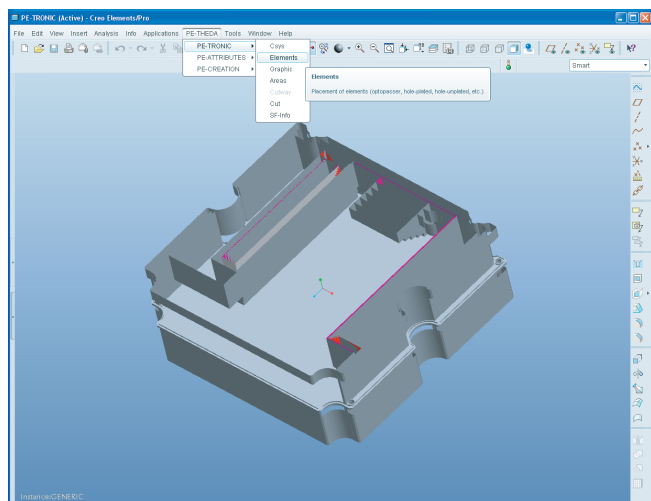 PE-TRONIC (Active) - Creo Elements/Pro
File Edit View Insert Analysis Info Applications PE-THEDA Tools Window Help
PE-TRONIC
PE-ATTRIBUTES
PE-CREATION
Csys
Elements
Graphic
Areas
Cutway
Cut
SF-Info
Elements
Placement of elements (optopasser, hole-plated, hole-unplated, etc.)
Smart
Instance:GENERIC